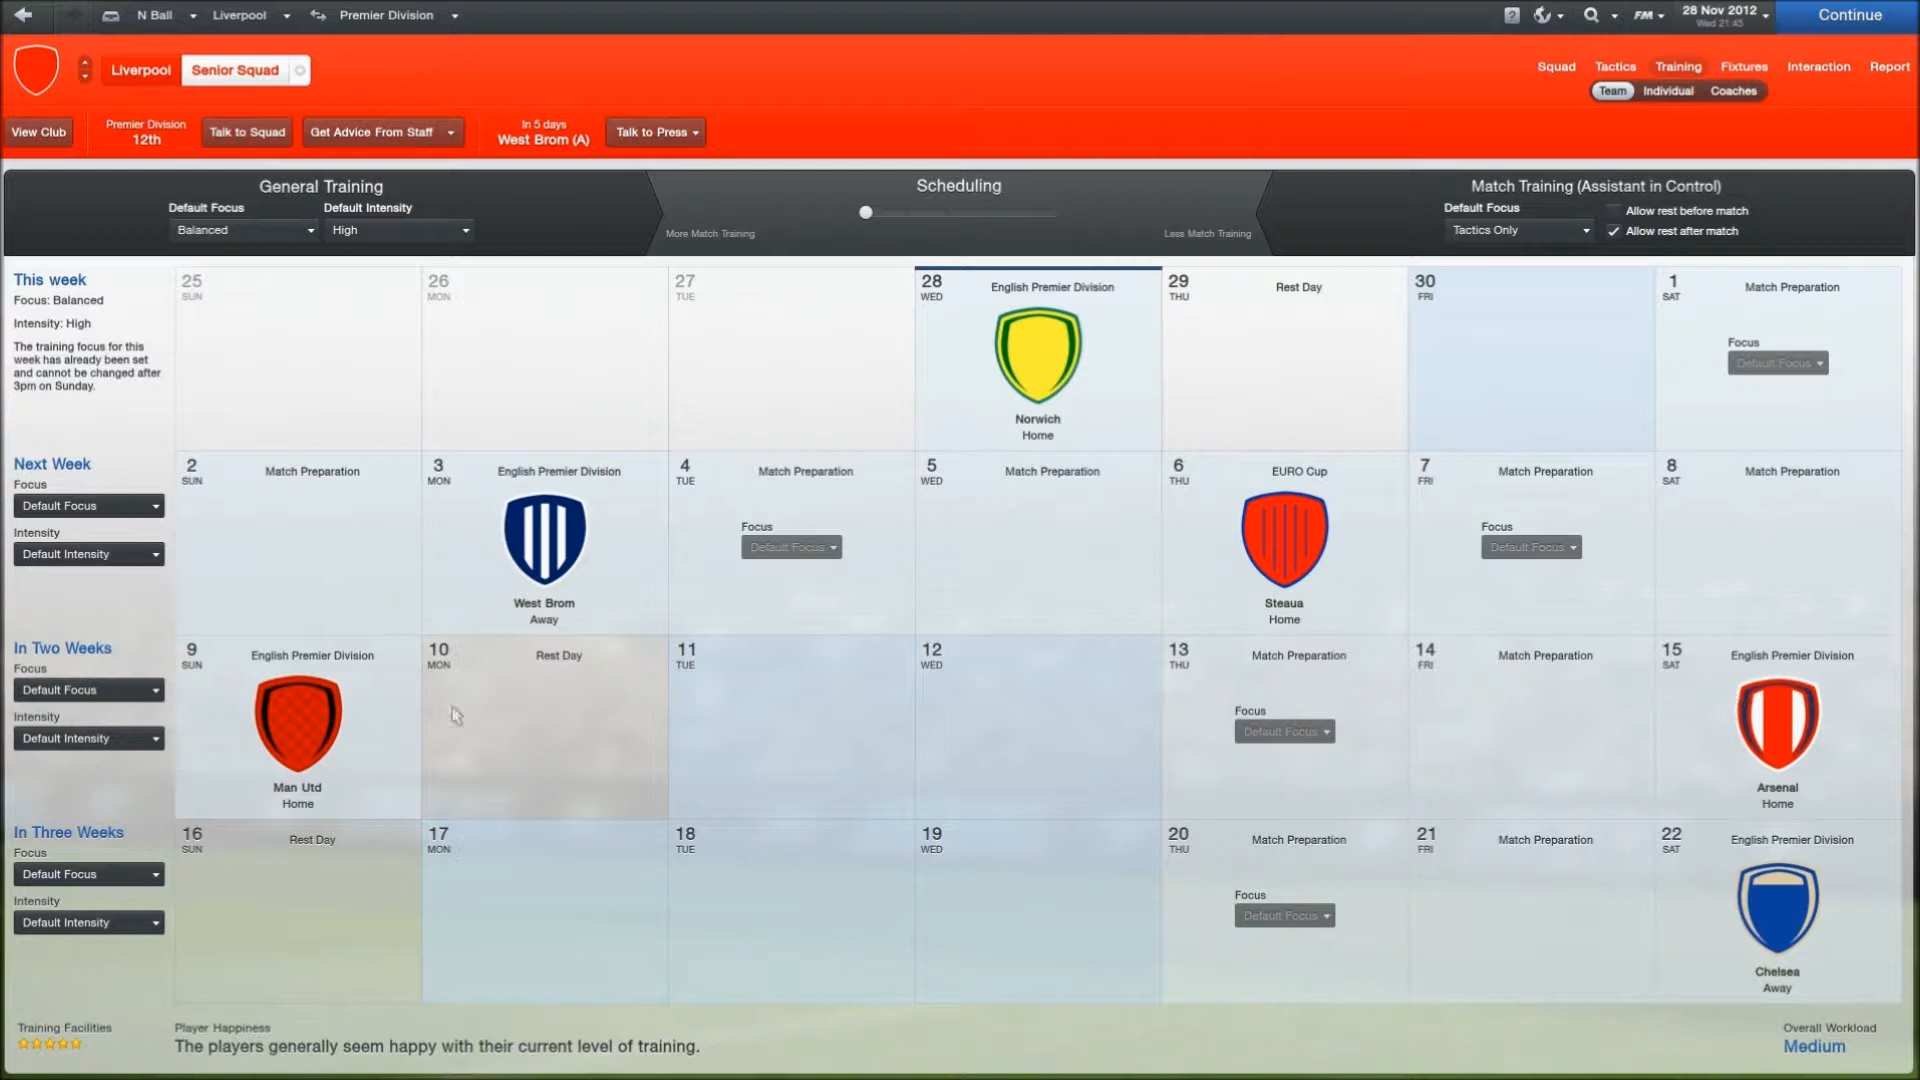 N Ball Liverpool Premier Division
28 Nov 2012
Wed 21:45
FM
Continue
Liverpool Senior Squad
Squad Tactics Training Fixtures Interaction Report
Team Individual Coaches
View Club
Premier Division
12th
Talk to Squad
Get Advice From Staff
In 5 days
West Brom (A)
Talk to Press
General Training
Default Focus Default Intensity
Balanced High
Scheduling
More Match Training Less Match Training
Match Training (Assistant in Control)
Default Focus
Tactics Only
Allow rest before match
Allow rest after match
This week
Focus: Balanced
Intensity: High
The training focus for this
week has already been set
and cannot be changed after
3pm on Sunday.
25
SUN
26
MON
27
TUE
28
WED
English Premier Division
Norwich
Home
29
THU
Rest Day
30
FRI
1
SAT
Match Preparation
Focus
Default Focus
Next Week
Focus
Default Focus
Intensity
Default Intensity
2
SUN
Match Preparation
3
MON
English Premier Division
West Brom
Away
4
TUE
Match Preparation
Focus
Default Focus
5
WED
Match Preparation
6
THU
EURO Cup
Steaua
Home
7
FRI
Match Preparation
Focus
Default Focus
8
SAT
Match Preparation
In Two Weeks
Focus
Default Focus
Intensity
Default Intensity
9
SUN
English Premier Division
Man Utd
Home
10
MON
Rest Day
11
TUE
12
WED
13
THU
Match Preparation
Focus
Default Focus
14
FRI
Match Preparation
15
SAT
English Premier Division
Arsenal
Home
In Three Weeks
Focus
Default Focus
Intensity
Default Intensity
16
SUN
Rest Day
17
MON
18
TUE
19
WED
20
THU
Match Preparation
Focus
Default Focus
21
FRI
Match Preparation
22
SAT
English Premier Division
Chelsea
Away
Training Facilities
Player Happiness
The players generally seem happy with their current level of training.
Overall Workload
Medium